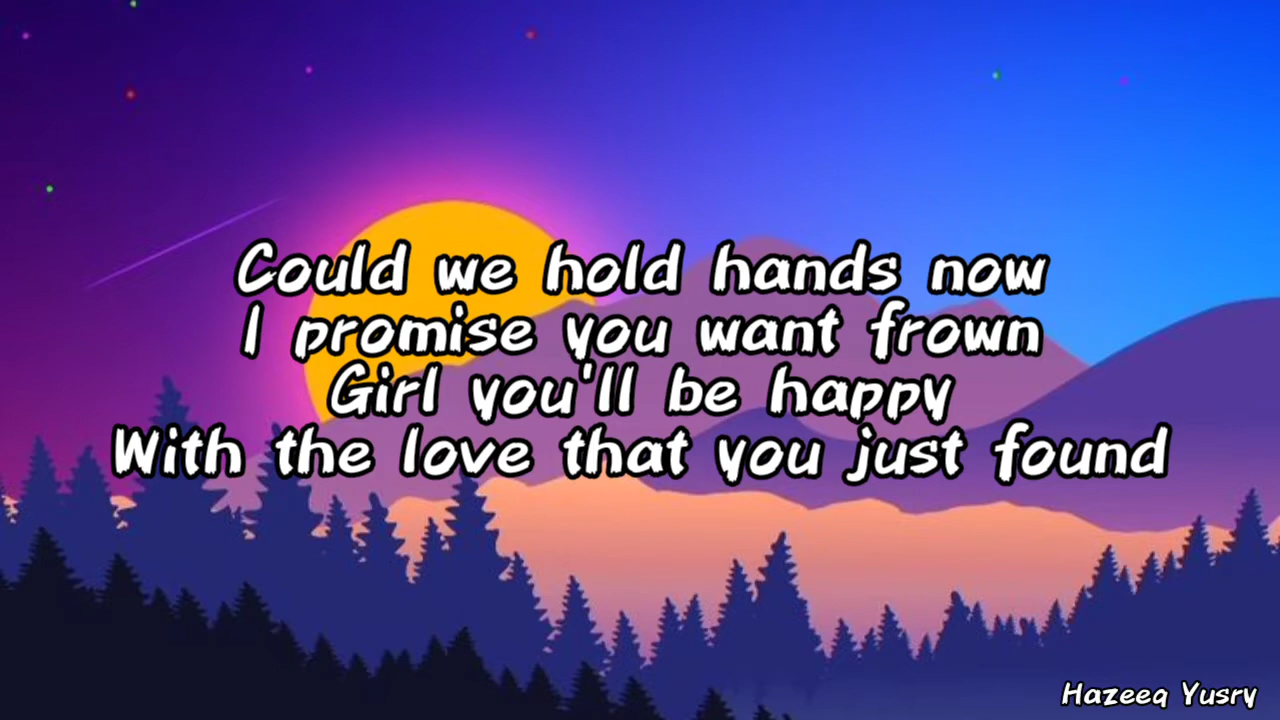 Could we hold hands now
I promise you want frown
Girl you'll be happy
With the love that you just found
Hazeeq Yusry